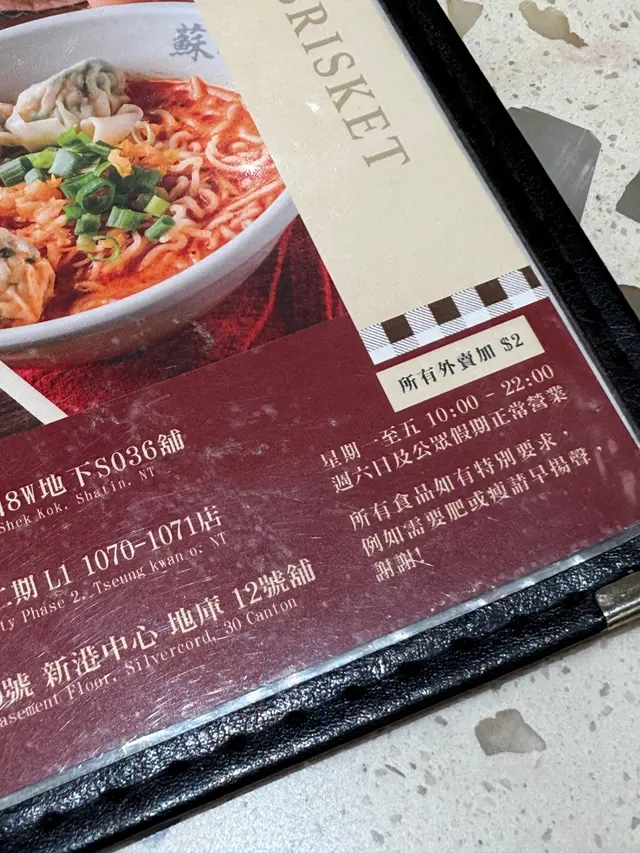 蘇
BRISKET
所有外賣加 $2
星期一至五 10:00 - 22:00
週六日及公眾假期正常營業
所有食品如有特別要求，
例如需要肥或瘦請早揚聲，
謝謝!
18W地下S036舖
Shek Kok, Shatin, NT
二期 L1 1070-1071店
ty Phase 2, Tseung kwan o, NT
號 新港中心 地庫 12號舖
asement Floor, Silvercord, 30 Canton